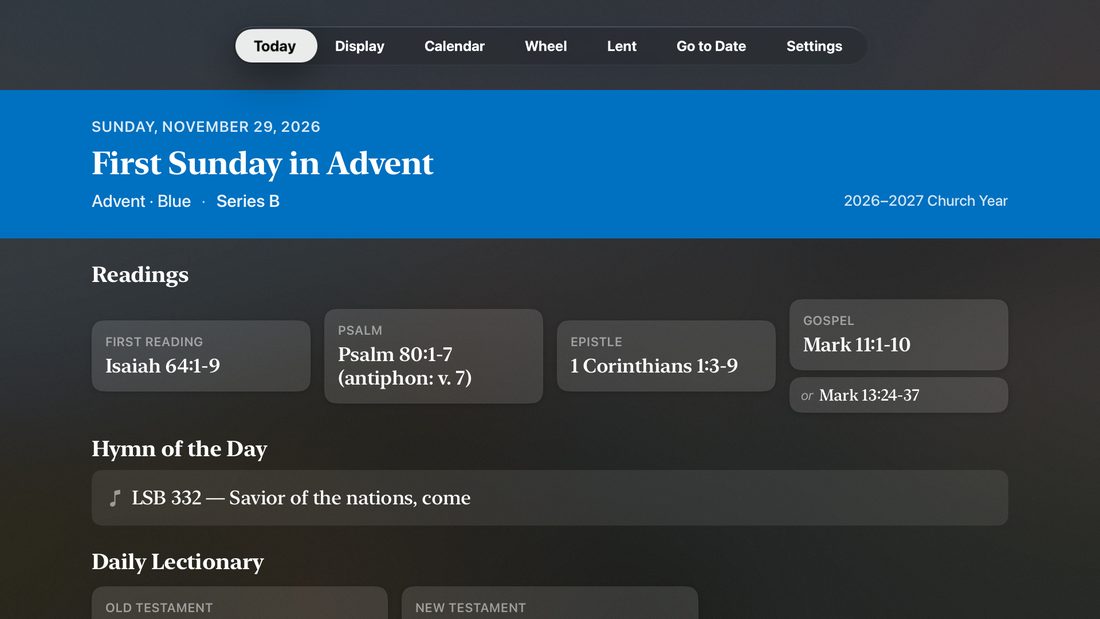 Today Display Calendar Wheel Lent Go to Date Settings
SUNDAY, NOVEMBER 29, 2026
First Sunday in Advent
Advent · Blue · Series B
2026–2027 Church Year
Readings
FIRST READING
Isaiah 64:1-9
PSALM
Psalm 80:1-7
(antiphon: v. 7)
EPISTLE
1 Corinthians 1:3-9
GOSPEL
Mark 11:1-10
or Mark 13:24-37
Hymn of the Day
LSB 332 — Savior of the nations, come
Daily Lectionary
OLD TESTAMENT
NEW TESTAMENT